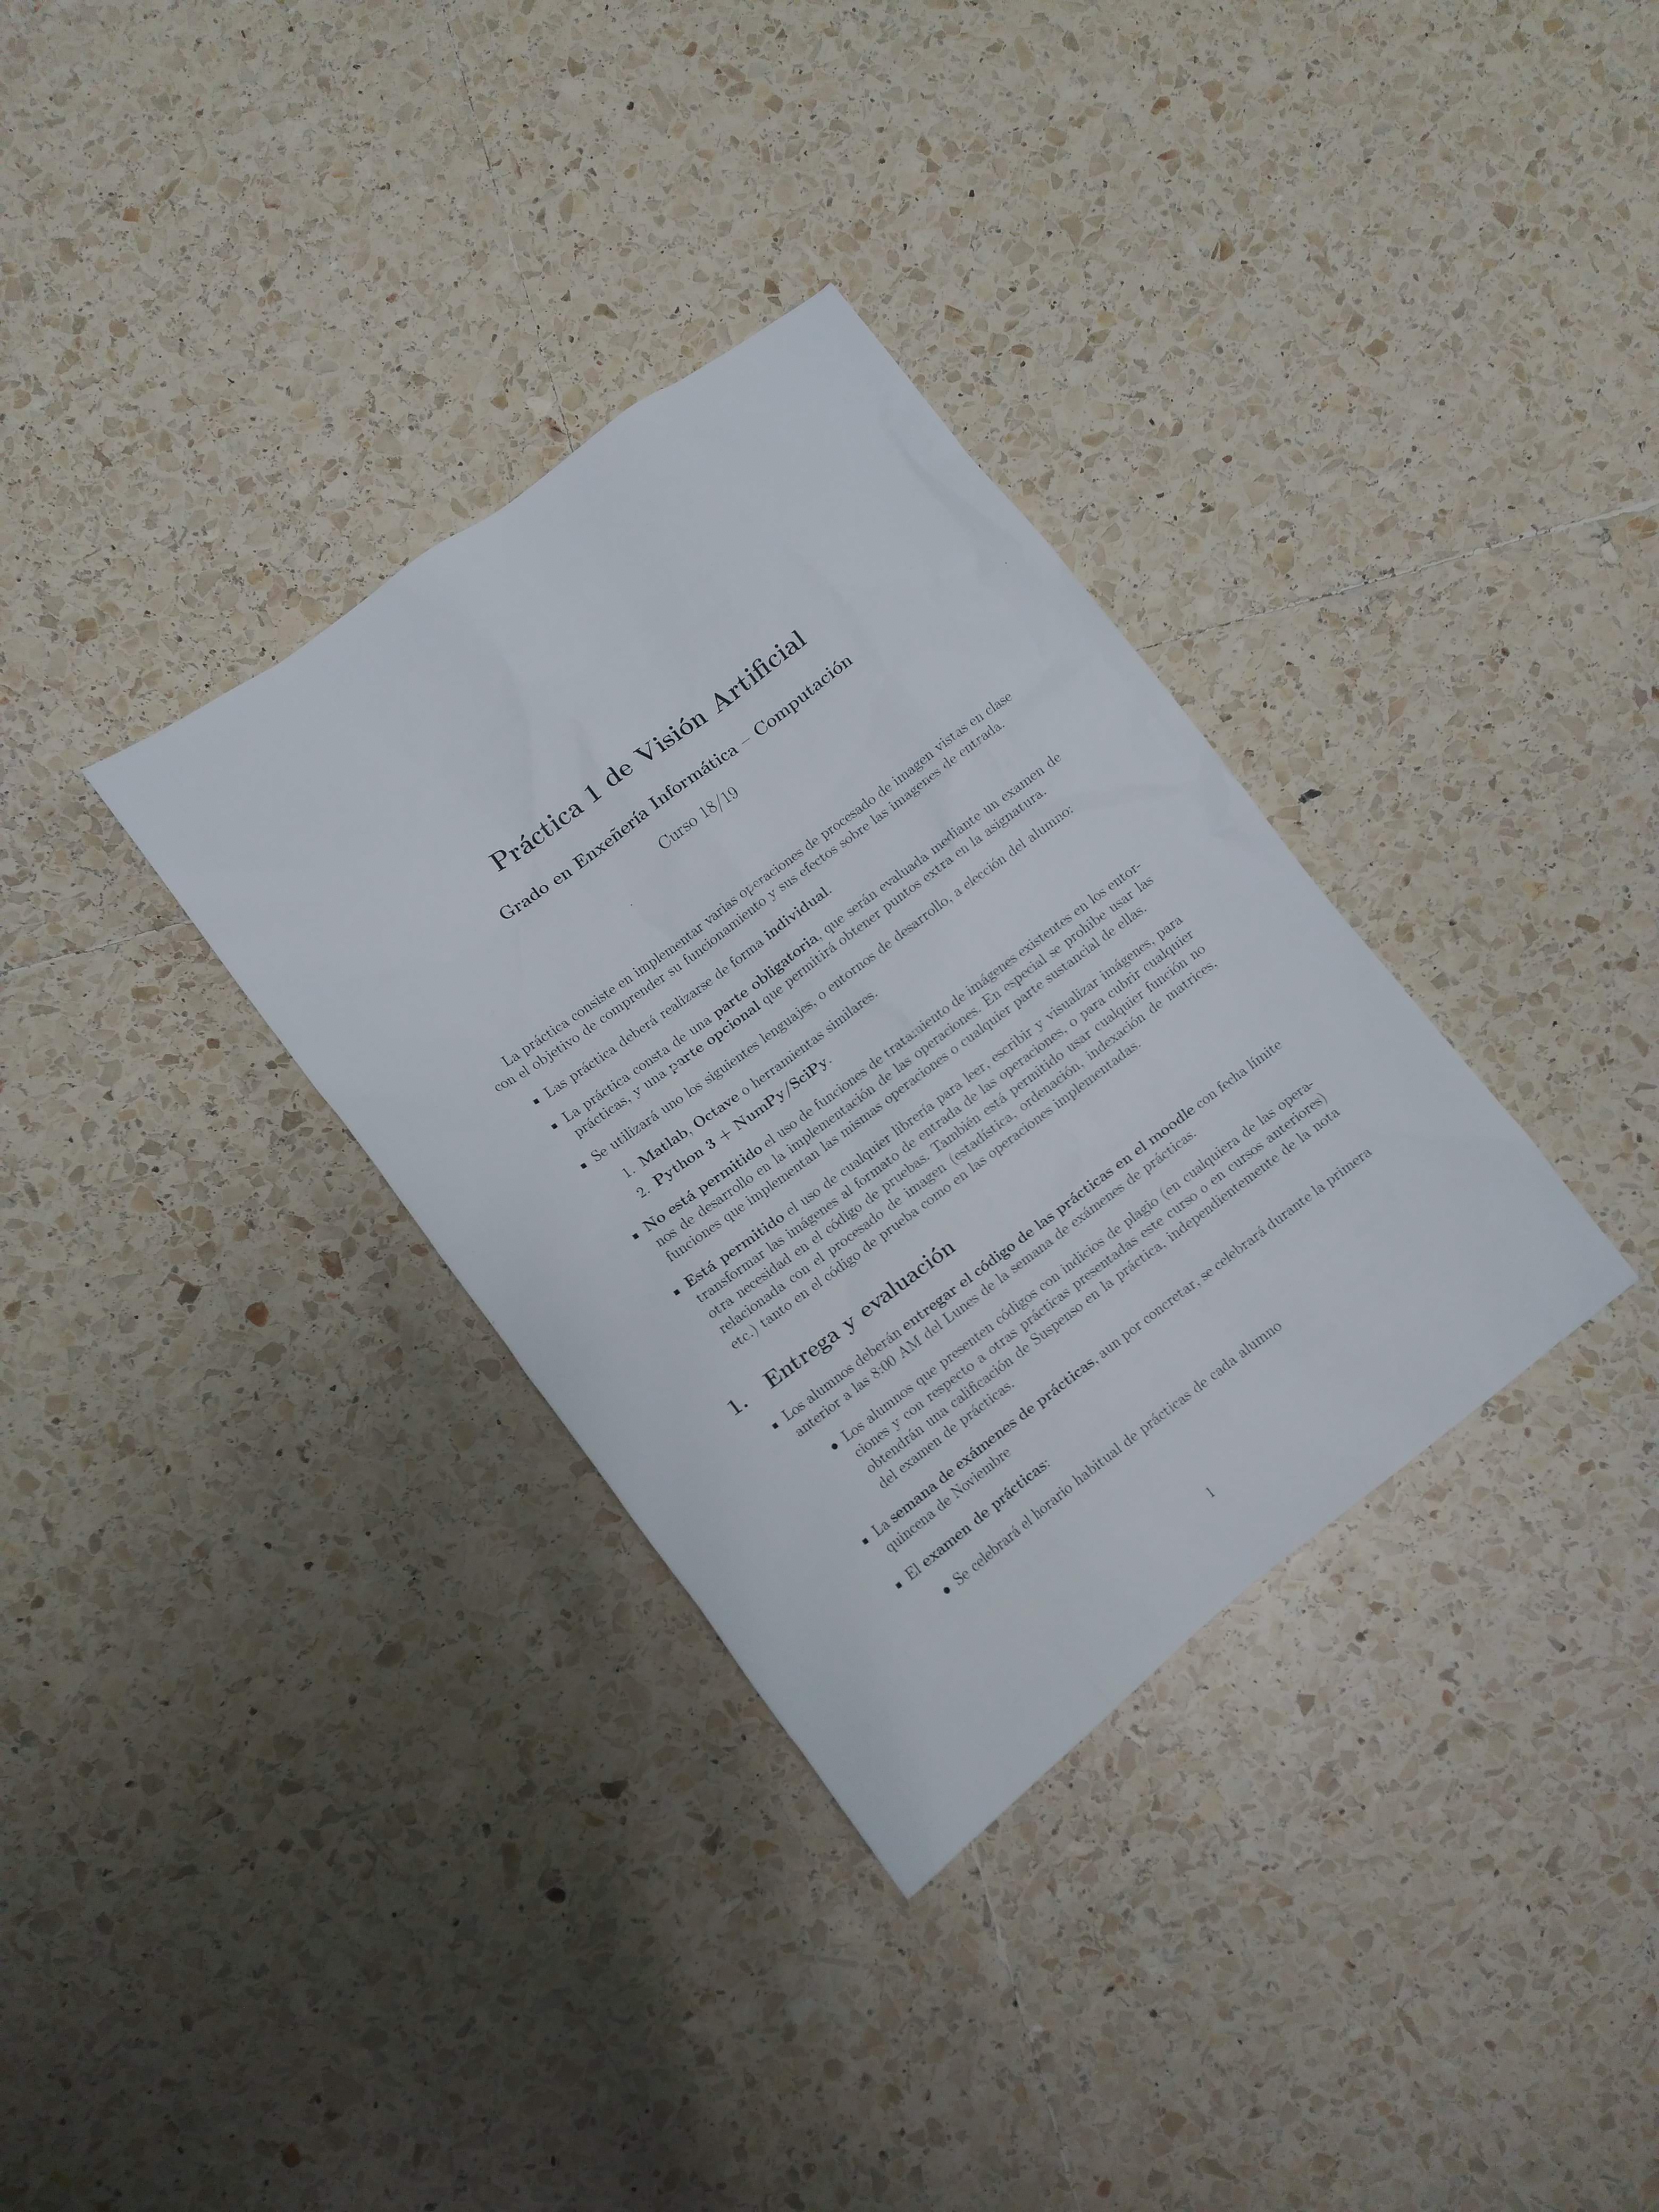 Práctica 1 de Visión Artificial
Grado en Enxeñería Informática – Computación
Curso 18/19
La práctica consiste en implementar varias operaciones de procesado de imagen vistas en clase
con el objetivo de comprender su funcionamiento y sus efectos sobre las imagenes de entrada.
▪ Las práctica deberá realizarse de forma individual.
▪ La práctica consta de una parte obligatoria, que serán evaluada mediante un examen de
prácticas, y una parte opcional que permitirá obtener puntos extra en la asignatura.
▪ Se utilizará uno los siguientes lenguajes, o entornos de desarrollo, a elección del alumno:
1. Matlab, Octave o herramientas similares.
2. Python 3 + NumPy/SciPy.
▪ No está permitido el uso de funciones de tratamiento de imágenes existentes en los entor-
nos de desarrollo en la implementación de las operaciones. En especial se prohibe usar las
funciones que implementan las mismas operaciones o cualquier parte sustancial de ellas.
▪ Está permitido el uso de cualquier librería para leer, escribir y visualizar imágenes, para
transformar las imágenes al formato de entrada de las operaciones, o para cubrir cualquier
otra necesidad en el código de pruebas. También está permitido usar cualquier función no
relacionada con el procesado de imagen (estadística, ordenación, indexación de matrices,
etc.) tanto en el código de prueba como en las operaciones implementadas.
1. Entrega y evaluación
▪ Los alumnos deberán entregar el código de las prácticas en el moodle con fecha límite
anterior a las 8:00 AM del Lunes de la semana de exámenes de prácticas.
• Los alumnos que presenten códigos con indicios de plagio (en cualquiera de las opera-
ciones y con respecto a otras prácticas presentadas este curso o en cursos anteriores)
obtendrán una calificación de Suspenso en la práctica, independientemente de la nota
del examen de prácticas.
▪ La semana de exámenes de prácticas, aun por concretar, se celebrará durante la primera
quincena de Noviembre
▪ El examen de prácticas:
• Se celebrará el horario habitual de prácticas de cada alumno
1